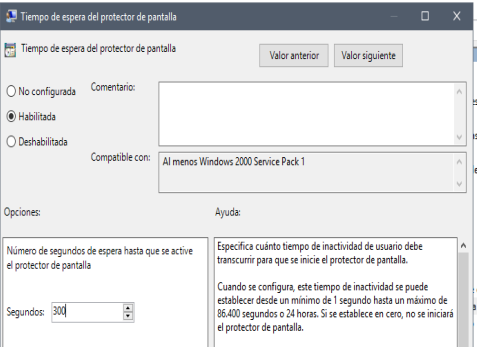 Tiempo de espera del protector de pantalla
Tiempo de espera del protector de pantalla
Valor anterior
Valor siguiente
No configurada
Comentario:
Habilitada
Deshabilitada
Compatible con:
Al menos Windows 2000 Service Pack 1
Opciones:
Ayuda:
Número de segundos de espera hasta que se active
el protector de pantalla
Segundos: 300
Especifica cuánto tiempo de inactividad de usuario debe
transcurrir para que se inicie el protector de pantalla.
Cuando se configura, este tiempo de inactividad se puede
establecer desde un mínimo de 1 segundo hasta un máximo de
86.400 segundos o 24 horas. Si se establece en cero, no se iniciará
el protector de pantalla.